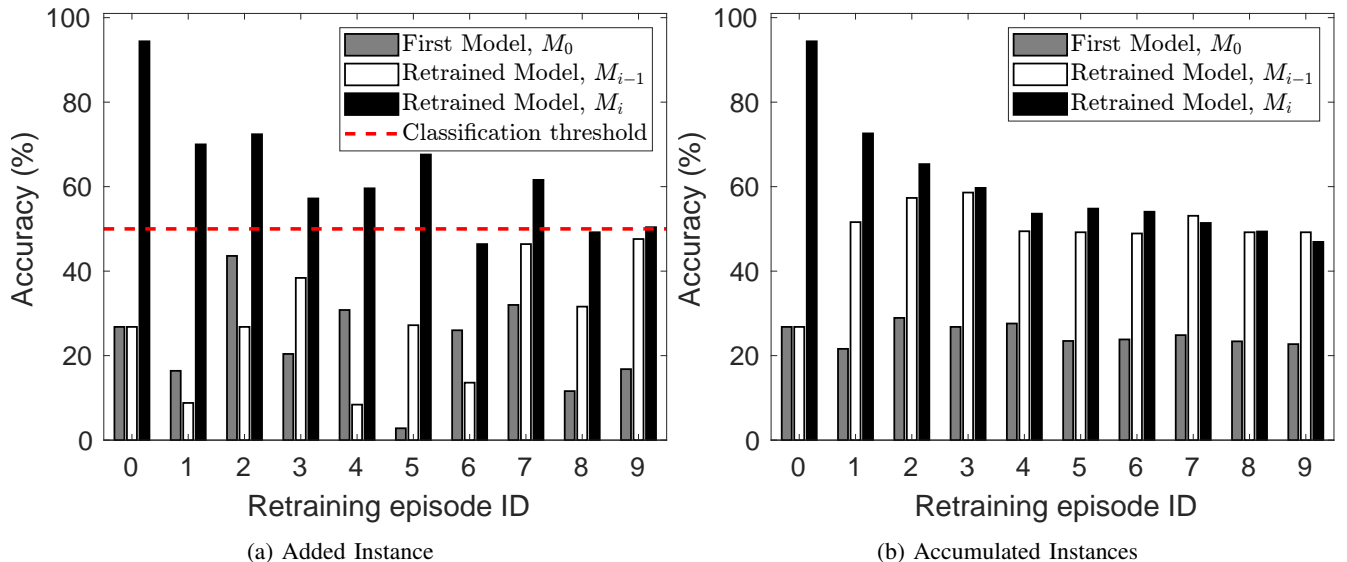 100
80
60
40
20
0
Accuracy (%)
First Model, M₀
Retrained Model, Mᵢ₋₁
Retrained Model, Mᵢ
Classification threshold
0 1 2 3 4 5 6 7 8 9
Retraining episode ID
(a) Added Instance
100
80
60
40
20
0
Accuracy (%)
First Model, M₀
Retrained Model, Mᵢ₋₁
Retrained Model, Mᵢ
0 1 2 3 4 5 6 7 8 9
Retraining episode ID
(b) Accumulated Instances